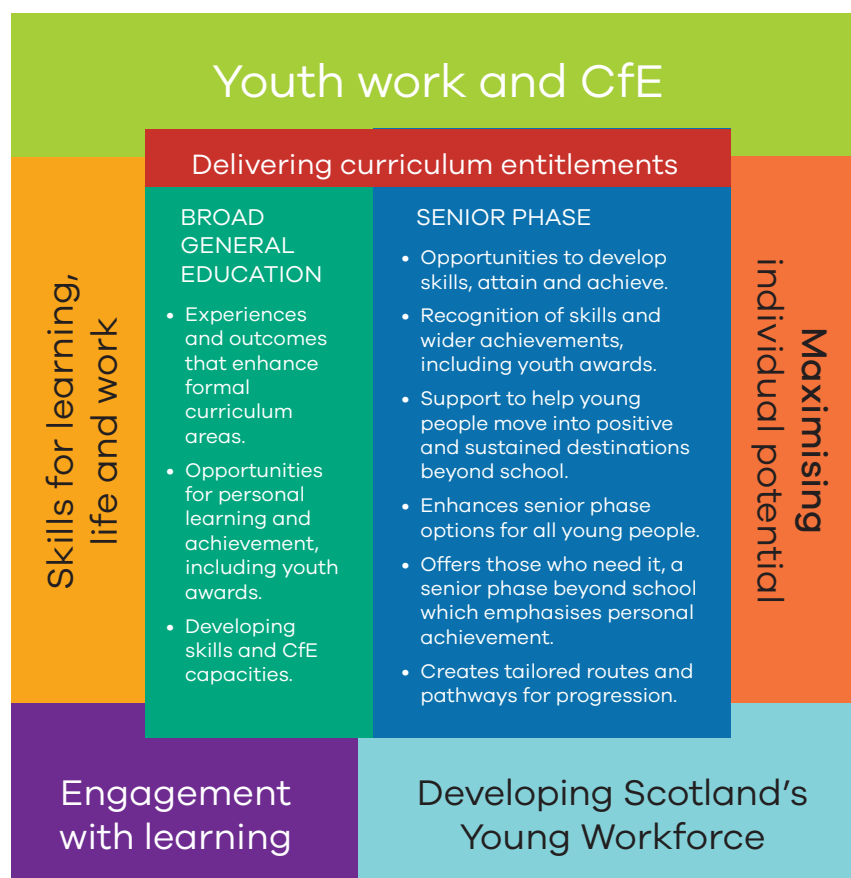 Youth work and CfE
Delivering curriculum entitlements
Skills for learning,
life and work
BROAD
GENERAL
EDUCATION
• Experiences
and outcomes
that enhance
formal
curriculum
areas.
• Opportunities
for personal
learning and
achievement,
including youth
awards.
• Developing
skills and CfE
capacities.
SENIOR PHASE
• Opportunities to develop
skills, attain and achieve.
• Recognition of skills and
wider achievements,
including youth awards.
• Support to help young
people move into positive
and sustained destinations
beyond school.
• Enhances senior phase
options for all young people.
• Offers those who need it, a
senior phase beyond school
which emphasises personal
achievement.
• Creates tailored routes and
pathways for progression.
Maximising
individual potential
Engagement
with learning
Developing Scotland's
Young Workforce